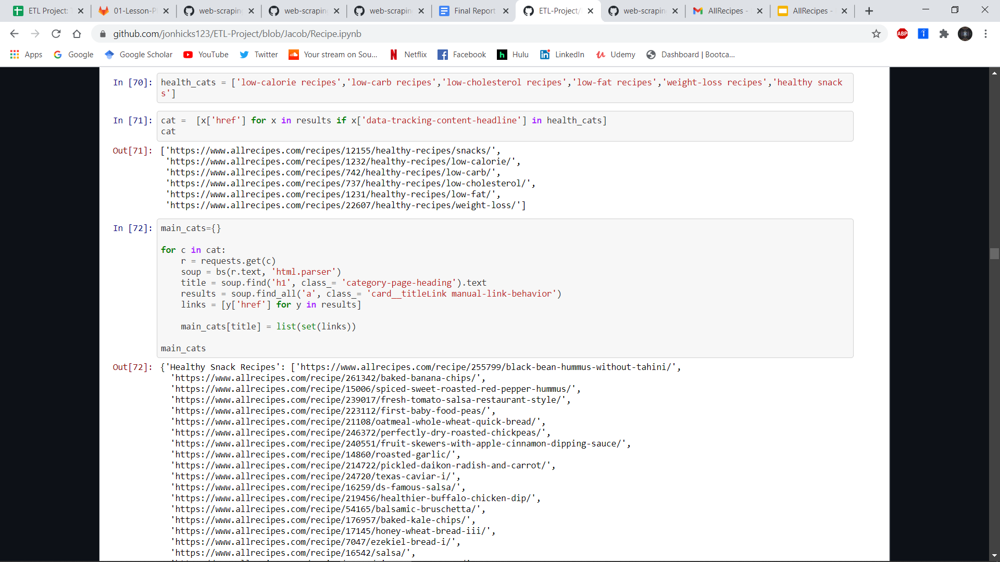 ETL Project: T
01-Lesson-Pl
web-scraping
web-scraping
web-scraping
Final Report
ETL-Project/
web-scraping
AllRecipes -
AllRecipes -
github.com/jonhicks123/ETL-Project/blob/Jacob/Recipe.ipynb
ABP
Apps
Google
Google Scholar
YouTube
Twitter
Your stream on Sou...
Netflix
Facebook
Hulu
LinkedIn
Udemy
Dashboard | Bootca...
In [70]: health_cats = ['low-calorie recipes','low-carb recipes','low-cholesterol recipes','low-fat recipes','weight-loss recipes','healthy snack
s']
In [71]: cat =  [x['href'] for x in results if x['data-tracking-content-headline'] in health_cats]
cat
Out[71]: ['https://www.allrecipes.com/recipes/12155/healthy-recipes/snacks/',
'https://www.allrecipes.com/recipes/1232/healthy-recipes/low-calorie/',
'https://www.allrecipes.com/recipes/742/healthy-recipes/low-carb/',
'https://www.allrecipes.com/recipes/737/healthy-recipes/low-cholesterol/',
'https://www.allrecipes.com/recipes/1231/healthy-recipes/low-fat/',
'https://www.allrecipes.com/recipes/22607/healthy-recipes/weight-loss/']
In [72]: main_cats={}
for c in cat:
    r = requests.get(c)
    soup = bs(r.text, 'html.parser')
    title = soup.find('h1', class_= 'category-page-heading').text
    results = soup.find_all('a', class_= 'card__titleLink manual-link-behavior')
    links = [y['href'] for y in results]
    main_cats[title] = list(set(links))
main_cats
Out[72]: {'Healthy Snack Recipes': ['https://www.allrecipes.com/recipe/255799/black-bean-hummus-without-tahini/',
'https://www.allrecipes.com/recipe/261342/baked-banana-chips/',
'https://www.allrecipes.com/recipe/15006/spiced-sweet-roasted-red-pepper-hummus/',
'https://www.allrecipes.com/recipe/239017/fresh-tomato-salsa-restaurant-style/',
'https://www.allrecipes.com/recipe/223112/first-baby-food-peas/',
'https://www.allrecipes.com/recipe/21108/oatmeal-whole-wheat-quick-bread/',
'https://www.allrecipes.com/recipe/246372/perfectly-dry-roasted-chickpeas/',
'https://www.allrecipes.com/recipe/240551/fruit-skewers-with-apple-cinnamon-dipping-sauce/',
'https://www.allrecipes.com/recipe/14860/roasted-garlic/',
'https://www.allrecipes.com/recipe/214722/pickled-daikon-radish-and-carrot/',
'https://www.allrecipes.com/recipe/24720/texas-caviar-i/',
'https://www.allrecipes.com/recipe/16259/ds-famous-salsa/',
'https://www.allrecipes.com/recipe/219456/healthier-buffalo-chicken-dip/',
'https://www.allrecipes.com/recipe/54165/balsamic-bruschetta/',
'https://www.allrecipes.com/recipe/176957/baked-kale-chips/',
'https://www.allrecipes.com/recipe/17145/honey-wheat-bread-iii/',
'https://www.allrecipes.com/recipe/7047/ezekiel-bread-i/',
'https://www.allrecipes.com/recipe/16542/salsa/',